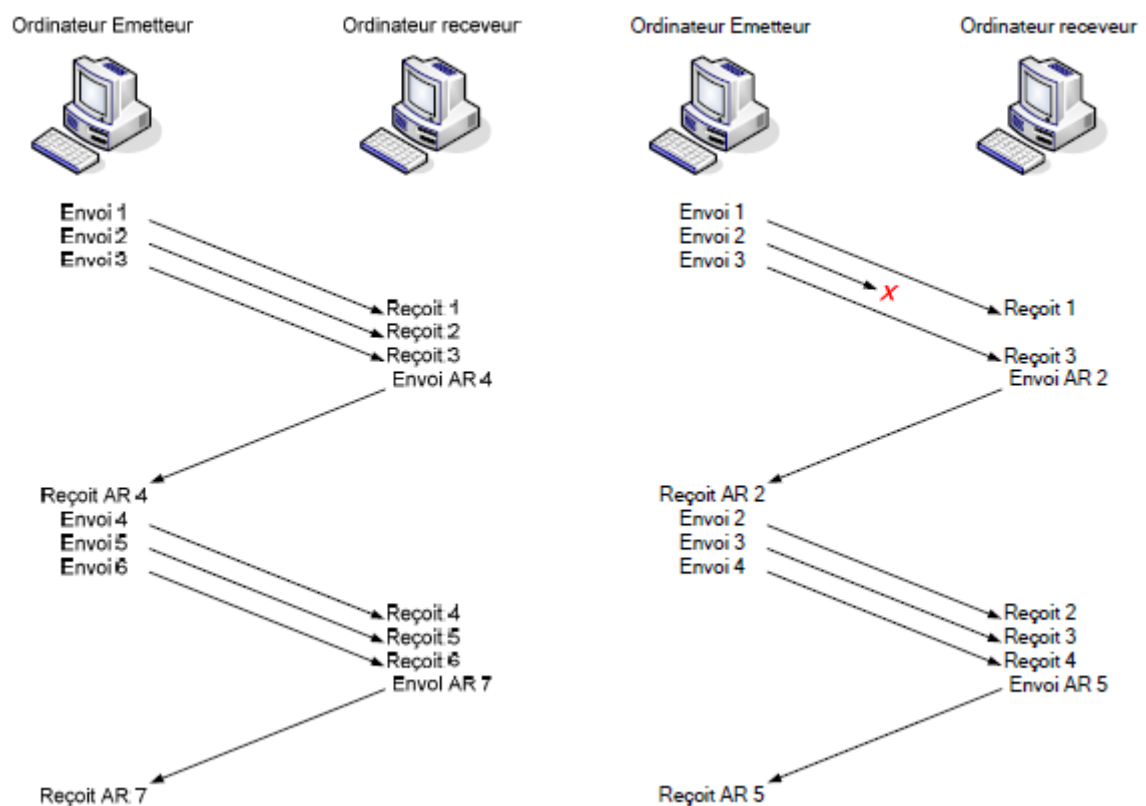 Ordinateur Emetteur
Ordinateur receveur
Envoi 1
Envoi 2
Envoi 3
Reçoit 1
Reçoit 2
Reçoit 3
Envoi AR 4
Reçoit AR 4
Envoi 4
Envoi 5
Envoi 6
Reçoit 4
Reçoit 5
Reçoit 6
Envoi AR 7
Reçoit AR 7
Ordinateur Emetteur
Ordinateur receveur
Envoi 1
Envoi 2
Envoi 3
X
Reçoit 1
Reçoit 3
Envoi AR 2
Reçoit AR 2
Envoi 2
Envoi 3
Envoi 4
Reçoit 2
Reçoit 3
Reçoit 4
Envoi AR 5
Reçoit AR 5